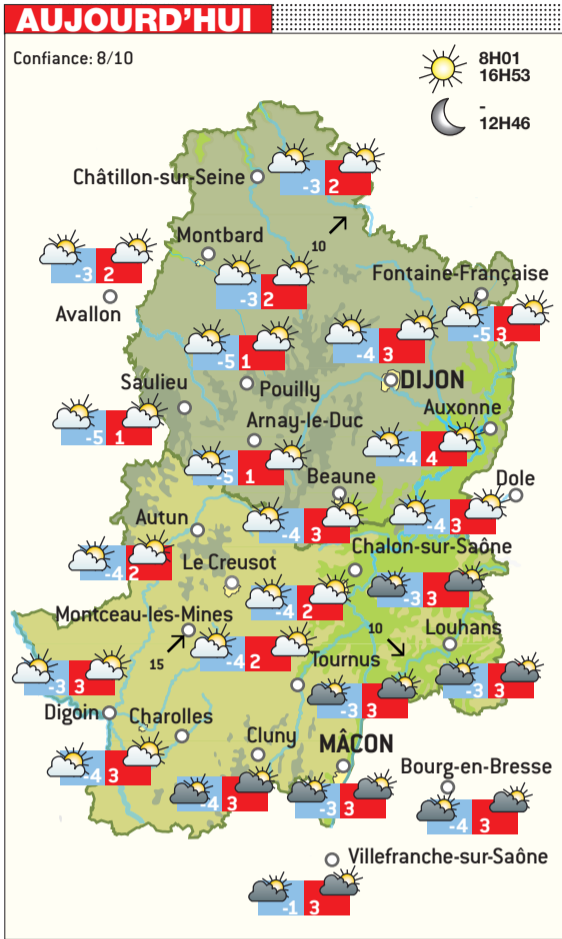 AUJOURD'HUI
Confiance: 8/10
8H01
16H53
-
12H46
Châtillon-sur-Seine
-3 2
10
Montbard
-3 2
-3 2
Avallon
Fontaine-Française
-5 3
-5 1
-4 3
Pouilly
DIJON
Saulieu
-5 1
Arnay-le-Duc
Auxonne
-4 4
-5 1
Beaune
Dole
-4 3
-4 3
Autun
-4 2
Chalon-sur-Saône
Le Creusot
-3 3
-4 2
Montceau-les-Mines
10
Louhans
15
-4 2
Tournus
-3 3
-3 3
-3 3
Digoin
Charolles
Cluny
MÂCON
-4 3
Bourg-en-Bresse
-4 3
-3 3
-4 3
Villefranche-sur-Saône
-1 3